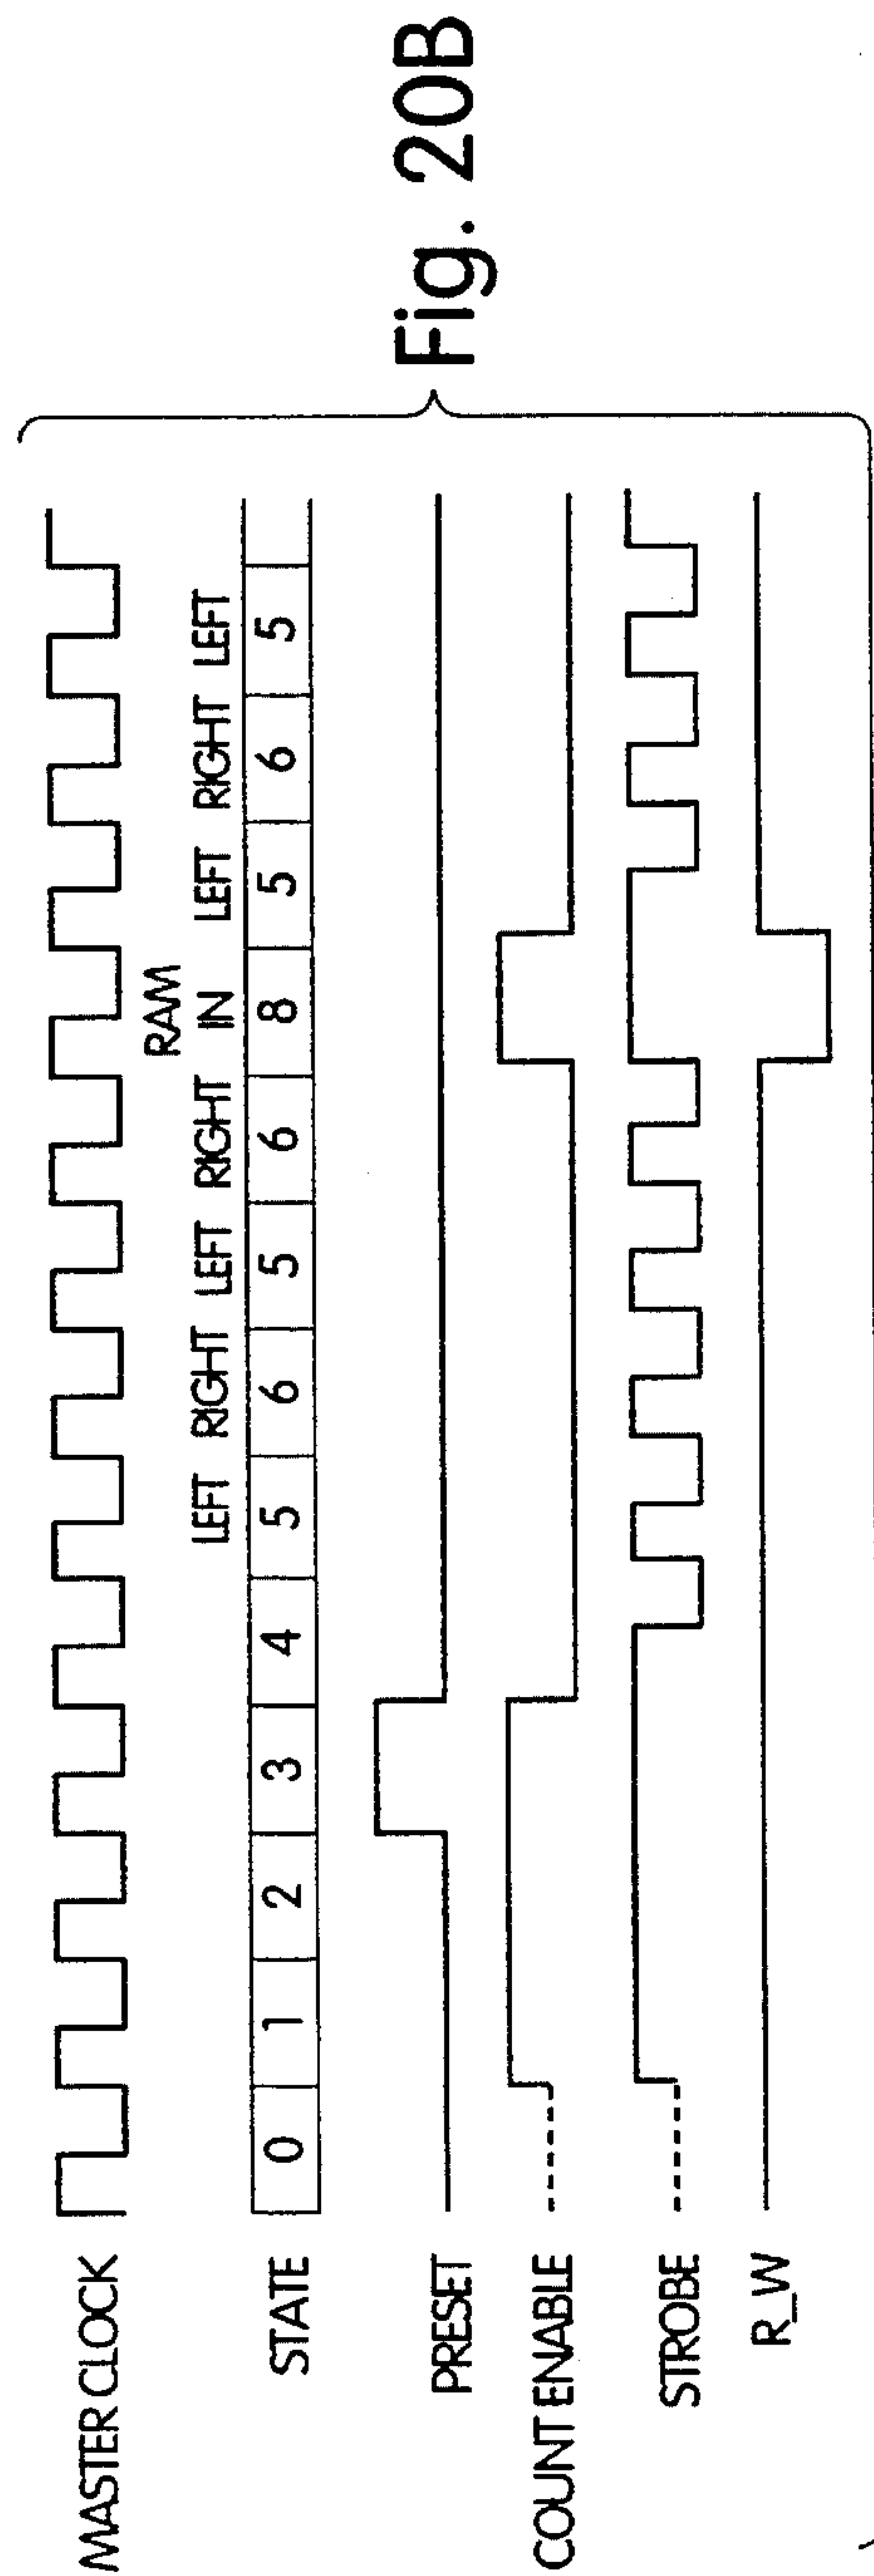 MASTER CLOCK
RAM
LEFT RIGHT LEFT RIGHT IN LEFT RIGHT LEFT
STATE 0 1 2 3 4 5 6 5 6 8 5 6 5
PRESET
COUNT ENABLE
STROBE
R_W
Fig. 20B